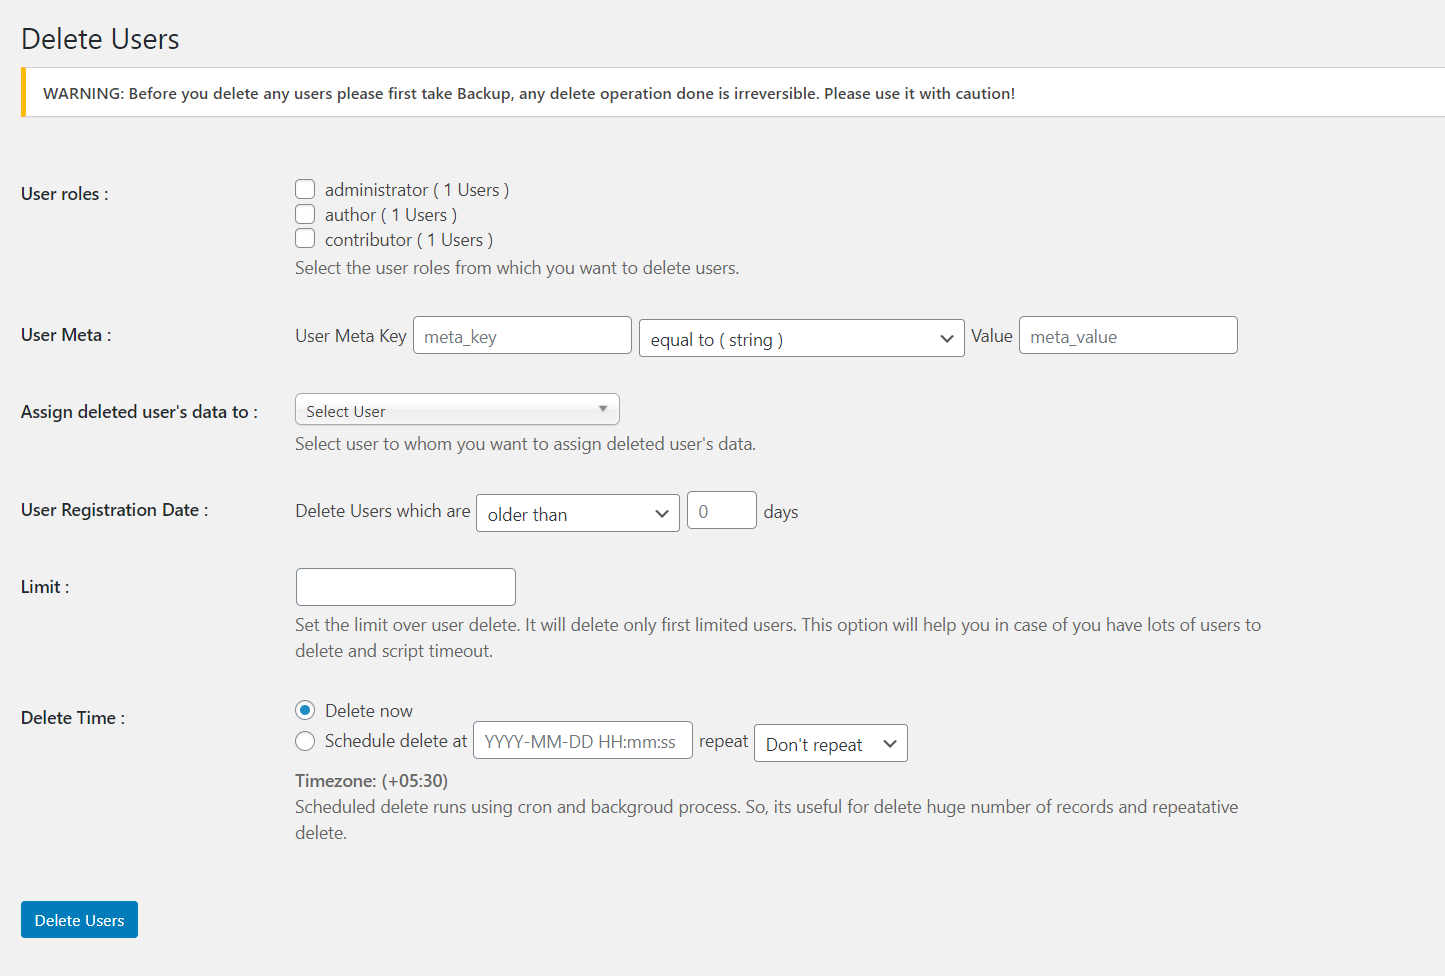 Delete Users
WARNING: Before you delete any users please first take Backup, any delete operation done is irreversible. Please use it with caution!
User roles :
administrator ( 1 Users )
author ( 1 Users )
contributor ( 1 Users )
Select the user roles from which you want to delete users.
User Meta : User Meta Key meta_key equal to ( string ) Value meta_value
Assign deleted user's data to : Select User
Select user to whom you want to assign deleted user's data.
User Registration Date : Delete Users which are older than 0 days
Limit :
Set the limit over user delete. It will delete only first limited users. This option will help you in case of you have lots of users to
delete and script timeout.
Delete Time :
Delete now
Schedule delete at YYYY-MM-DD HH:mm:ss repeat Don't repeat
Timezone: (+05:30)
Scheduled delete runs using cron and backgroud process. So, its useful for delete huge number of records and repeatative
delete.
Delete Users